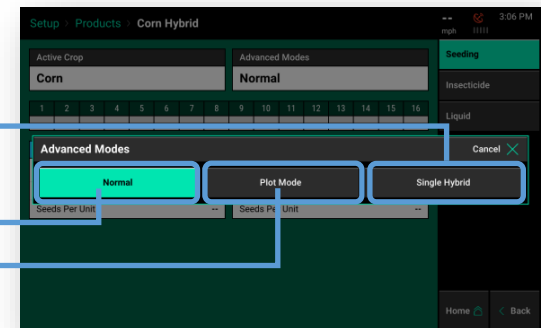 Setup > Products > Corn Hybrid
-- mph
3:06 PM
Active Crop
Corn
Advanced Modes
Normal
Seeding
Insecticide
Liquid
1 2 3 4 5 6 7 8 9 10 11 12 13 14 15 16
Advanced Modes
Cancel
Normal
Plot Mode
Single Hybrid
Seeds Per Unit --
Seeds Per Unit --
Home
< Back